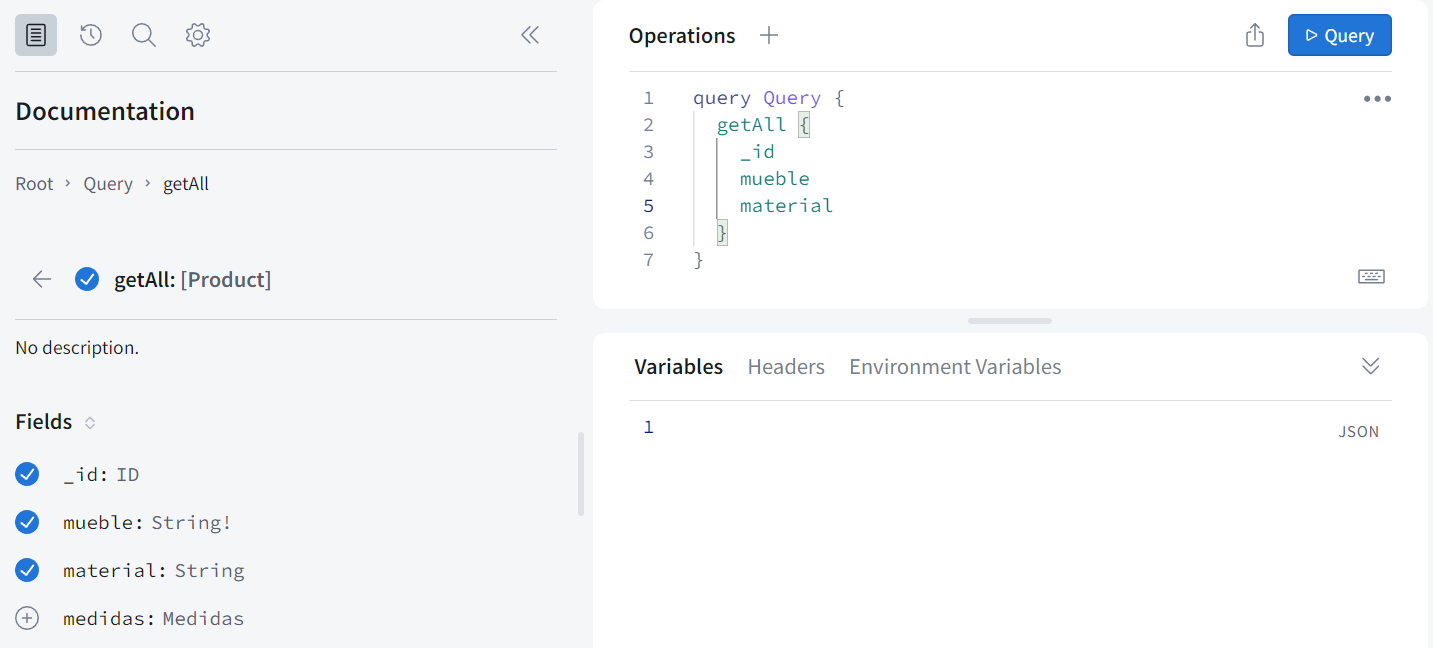 Documentation
Root › Query › getAll
getAll: [Product]
No description.
Fields
_id: ID
mueble: String!
material: String
medidas: Medidas
Operations
Query
1 query Query {
2 getAll {
3 _id
4 mueble
5 material
6 }
7 }
Variables Headers Environment Variables
1
JSON